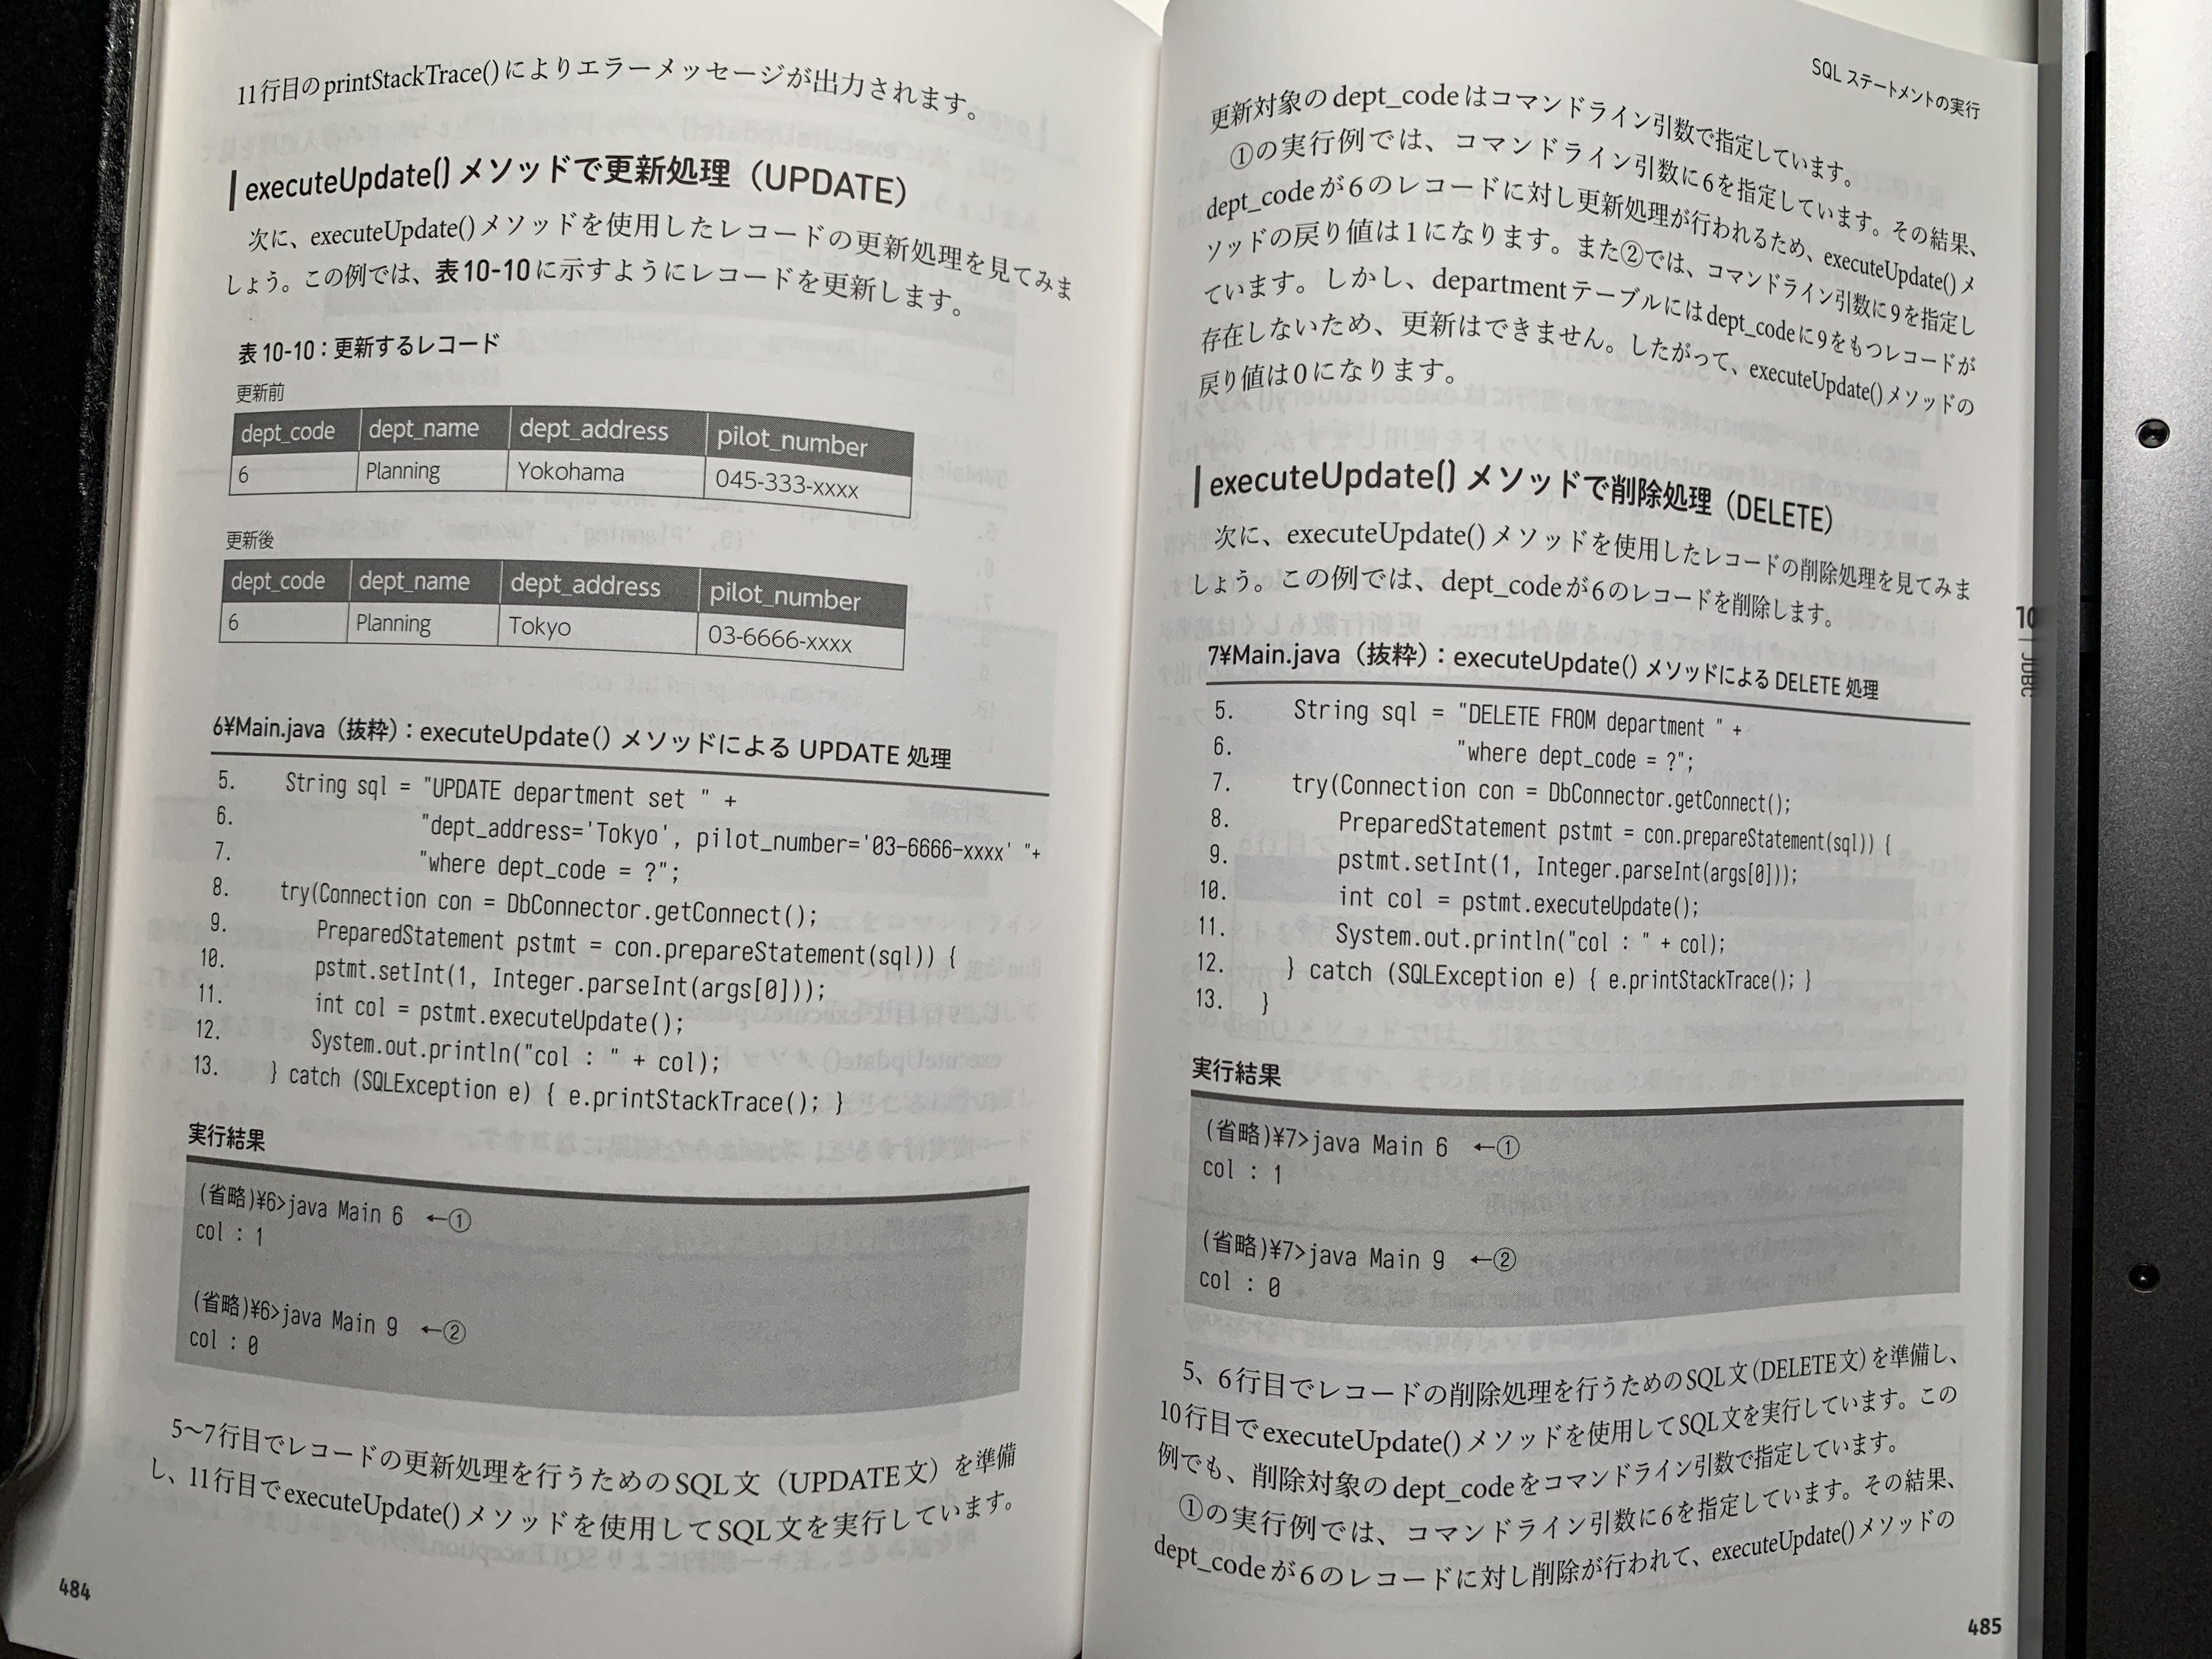 11行目のprintStackTrace()によりエラーメッセージが出力されます。
executeUpdate()メソッドで更新処理（UPDATE）
次に、executeUpdate()メソッドを使用したレコードの更新処理を見てみま
しょう。この例では、表10-10に示すようにレコードを更新します。
表10-10：更新するレコード
更新前
dept_code dept_name dept_address pilot_number
6 Planning Yokohama 045-333-xxxx
更新後
dept_code dept_name dept_address pilot_number
6 Planning Tokyo 03-6666-xxxx
6¥Main.java（抜粋）：executeUpdate() メソッドによる UPDATE 処理
5. String sql = "UPDATE department set " +
6. "dept_address='Tokyo', pilot_number='03-6666-xxxx' "+
7. "where dept_code = ?";
8. try(Connection con = DbConnector.getConnect();
9. PreparedStatement pstmt = con.prepareStatement(sql)) {
10. pstmt.setInt(1, Integer.parseInt(args[0]));
11. int col = pstmt.executeUpdate();
12. System.out.println("col : " + col);
13. } catch (SQLException e) { e.printStackTrace(); }
実行結果
(省略)¥6>java Main 6 ←①
col : 1
(省略)¥6>java Main 9 ←②
col : 0
5〜7行目でレコードの更新処理を行うためのSQL文（UPDATE文）を準備
し、11行目でexecuteUpdate()メソッドを使用してSQL文を実行しています。
484
SQL ステートメントの実行
更新対象のdept_codeはコマンドライン引数で指定しています。
①の実行例では、コマンドライン引数に6を指定しています。その結果、
dept_codeが6のレコードに対し更新処理が行われるため、executeUpdate()メ
ソッドの戻り値は1になります。また②では、コマンドライン引数に9を指定し
ています。しかし、departmentテーブルにはdept_codeに9をもつレコードが
存在しないため、更新はできません。したがって、executeUpdate()メソッドの
戻り値は0になります。
executeUpdate()メソッドで削除処理（DELETE）
次に、executeUpdate()メソッドを使用したレコードの削除処理を見てみま
しょう。この例では、dept_codeが6のレコードを削除します。
7¥Main.java（抜粋）：executeUpdate() メソッドによる DELETE 処理
5. String sql = "DELETE FROM department " +
6. "where dept_code = ?";
7. try(Connection con = DbConnector.getConnect();
8. PreparedStatement pstmt = con.prepareStatement(sql)) {
9. pstmt.setInt(1, Integer.parseInt(args[0]));
10. int col = pstmt.executeUpdate();
11. System.out.println("col : " + col);
12. } catch (SQLException e) { e.printStackTrace(); }
13. }
実行結果
(省略)¥7>java Main 6 ←①
col : 1
(省略)¥7>java Main 9 ←②
col : 0
5、6行目でレコードの削除処理を行うためのSQL文（DELETE文）を準備し、
10行目でexecuteUpdate()メソッドを使用してSQL文を実行しています。この
例でも、削除対象のdept_codeをコマンドライン引数で指定しています。
①の実行例では、コマンドライン引数に6を指定しています。その結果、
dept_codeが6のレコードに対し削除が行われて、executeUpdate()メソッドの
10
JDBC
485